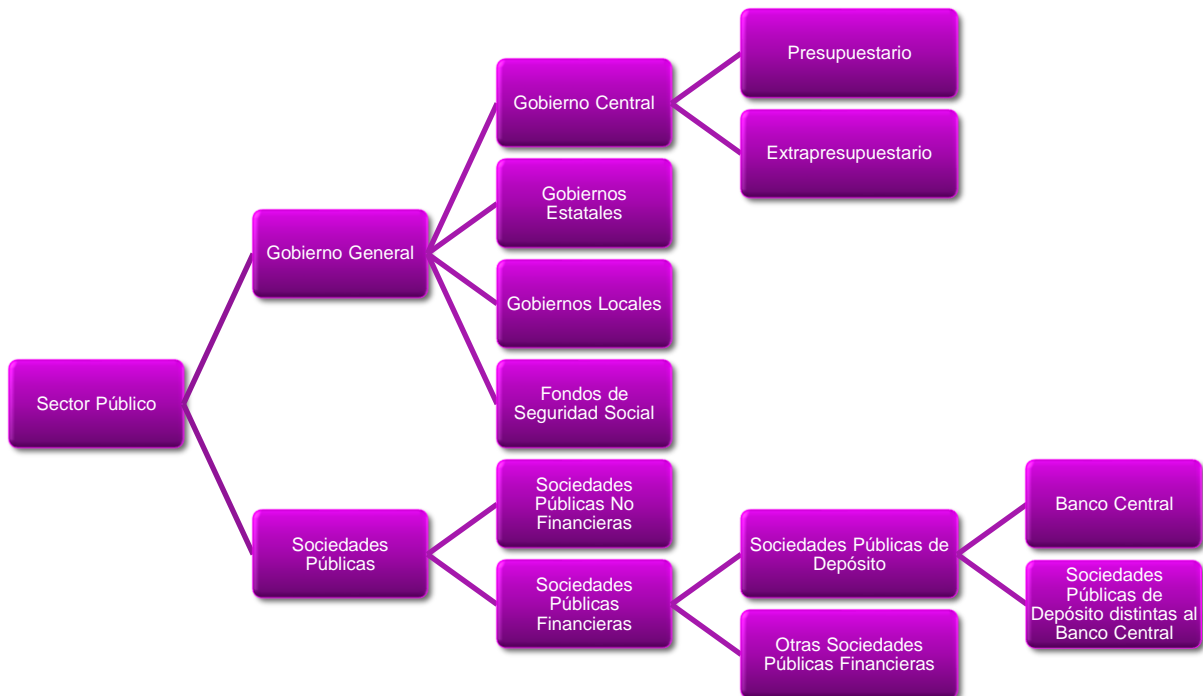 Presupuestario
Gobierno Central
Extrapresupuestario
Gobiernos
Estatales
Gobierno General
Gobiernos Locales
Sector Público
Fondos de
Seguridad Social
Sociedades
Públicas No
Financieras
Banco Central
Sociedades
Públicas
Sociedades Públicas de
Depósito
Sociedades
Públicas
Financieras
Sociedades
Públicas de
Depósito distintas al
Banco Central
Otras Sociedades
Públicas Financieras